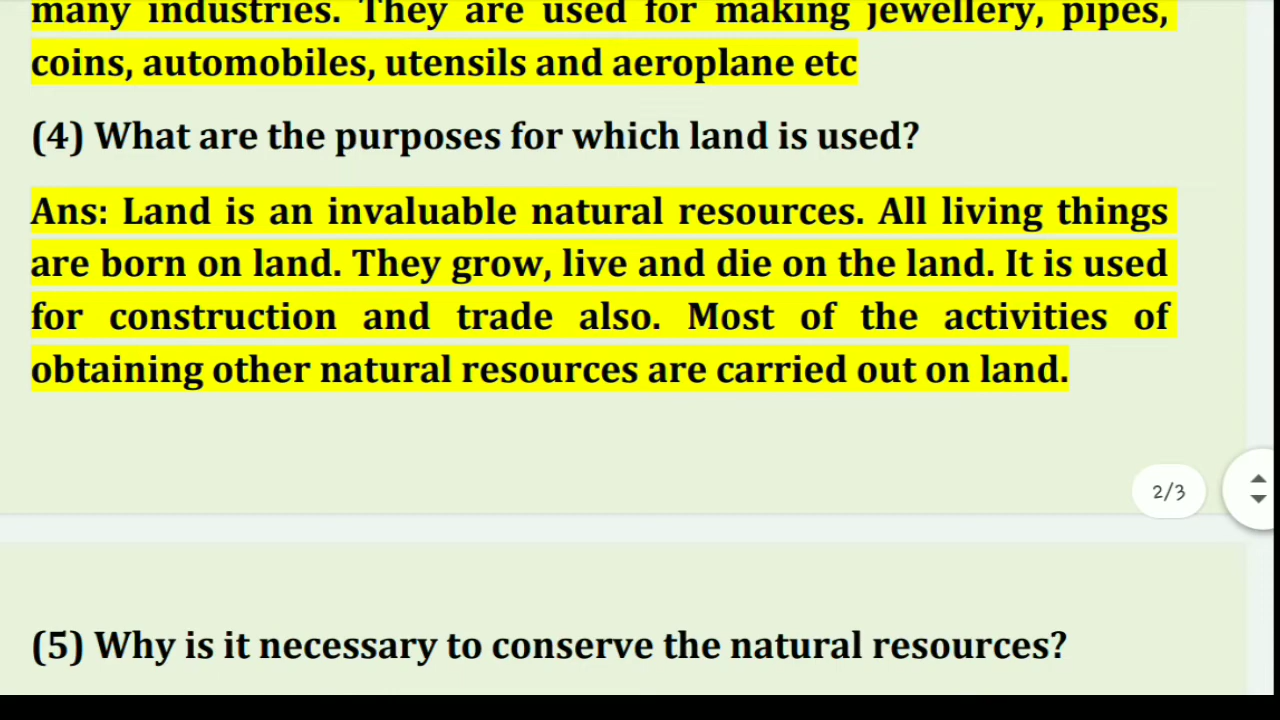 many industries. They are used for making jewellery, pipes,
coins, automobiles, utensils and aeroplane etc
(4) What are the purposes for which land is used?
Ans: Land is an invaluable natural resources. All living things
are born on land. They grow, live and die on the land. It is used
for construction and trade also. Most of the activities of
obtaining other natural resources are carried out on land.
2/3
(5) Why is it necessary to conserve the natural resources?